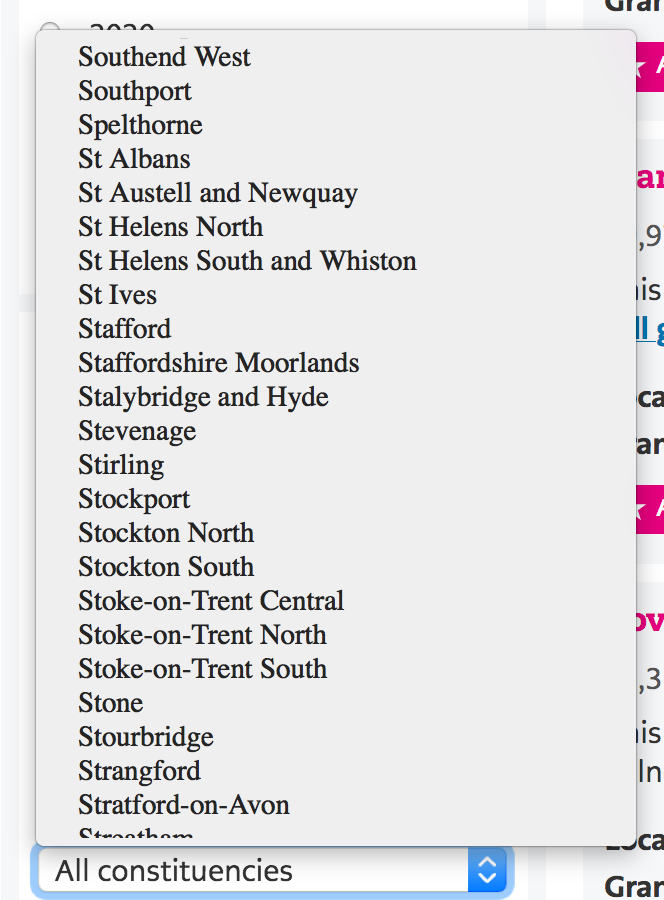 2020
Southend West
Southport
Spelthorne
St Albans
St Austell and Newquay
St Helens North
St Helens South and Whiston
St Ives
Stafford
Staffordshire Moorlands
Stalybridge and Hyde
Stevenage
Stirling
Stockport
Stockton North
Stockton South
Stoke-on-Trent Central
Stoke-on-Trent North
Stoke-on-Trent South
Stone
Stourbridge
Strangford
Stratford-on-Avon
Streatham
All constituencies